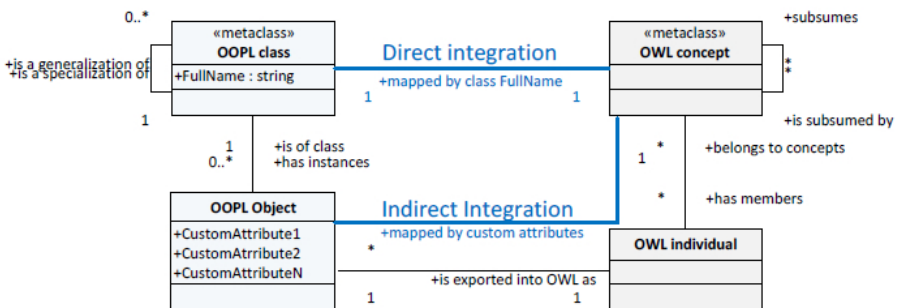 0..*
+subsumes
«metaclass»
OOPL class
«metaclass»
OWL concept
Direct integration
+is a generalization of
+is a specialization of
+FullName : string
*
*
+mapped by class FullName
1
1
1
+is subsumed by
1
+is of class
0..*
+has instances
*
+belongs to concepts
1
*
+has members
OOPL Object
Indirect Integration
+CustomAttribute1
+CustomAtrribute2
+CustomAtrributeN
+mapped by custom attributes
*
OWL individual
+is exported into OWL as
1
1